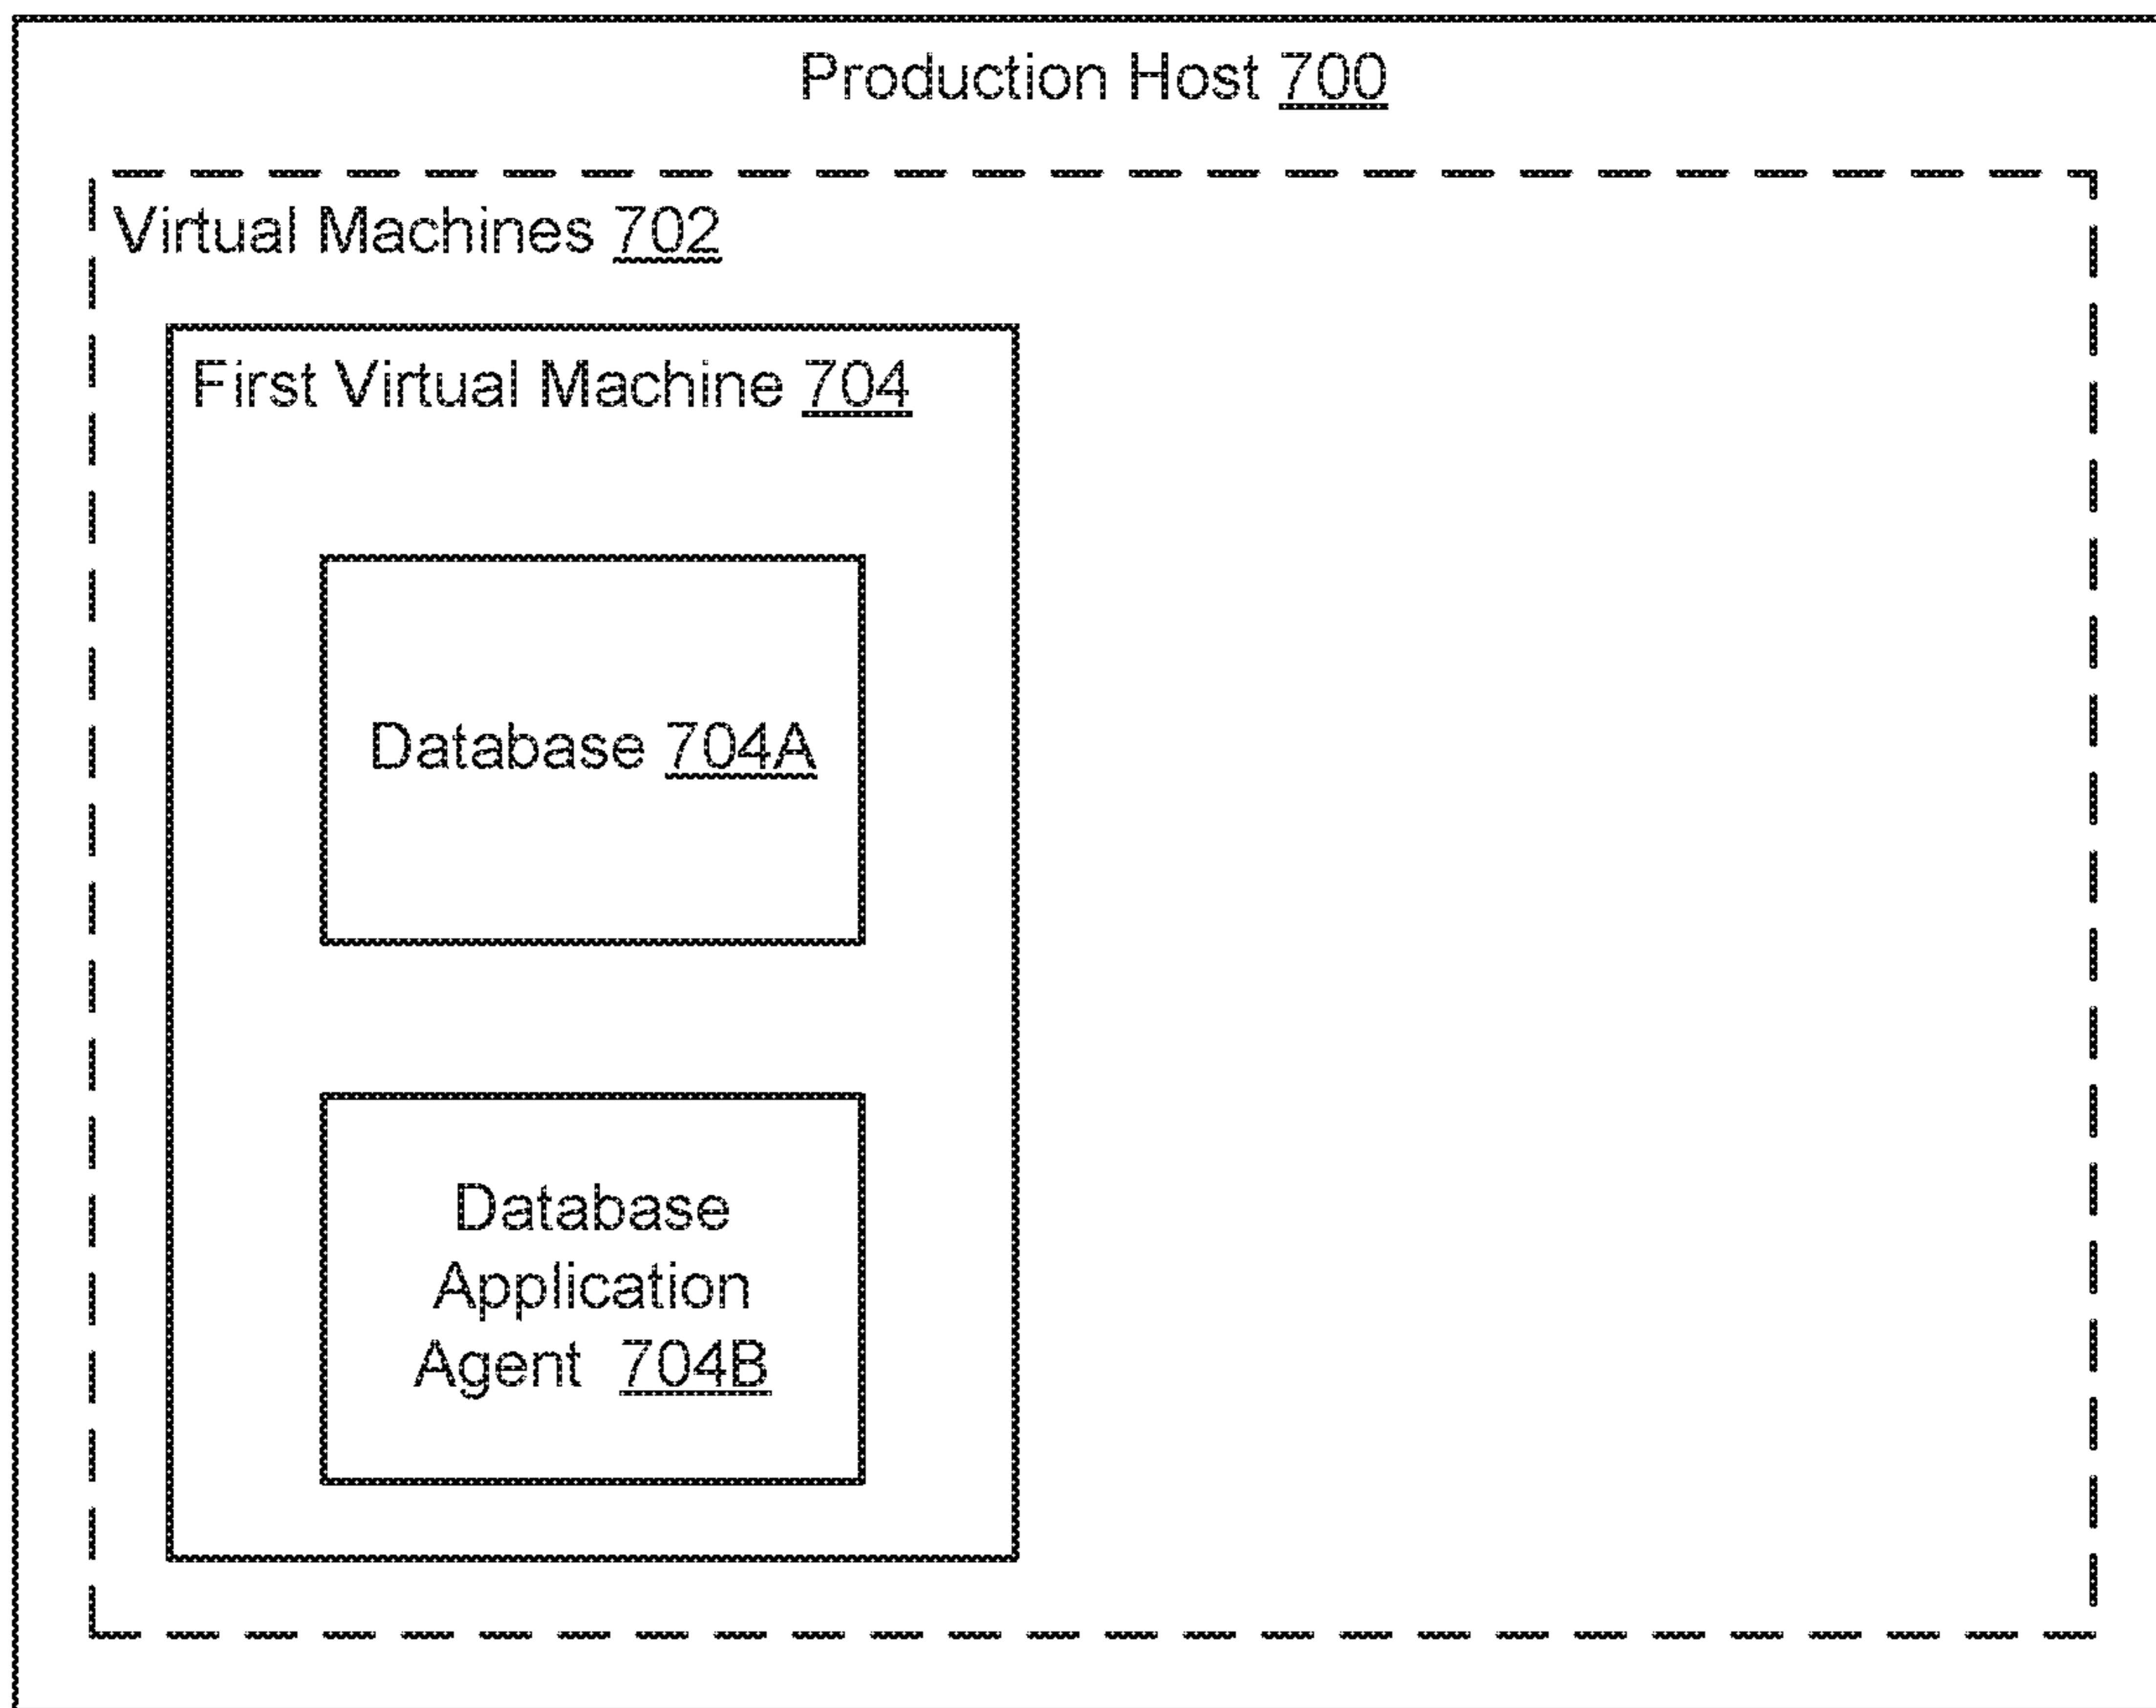 Production Host 700
Virtual Machines 702
First Virtual Machine 704
Database 704A
Database
Application
Agent 704B